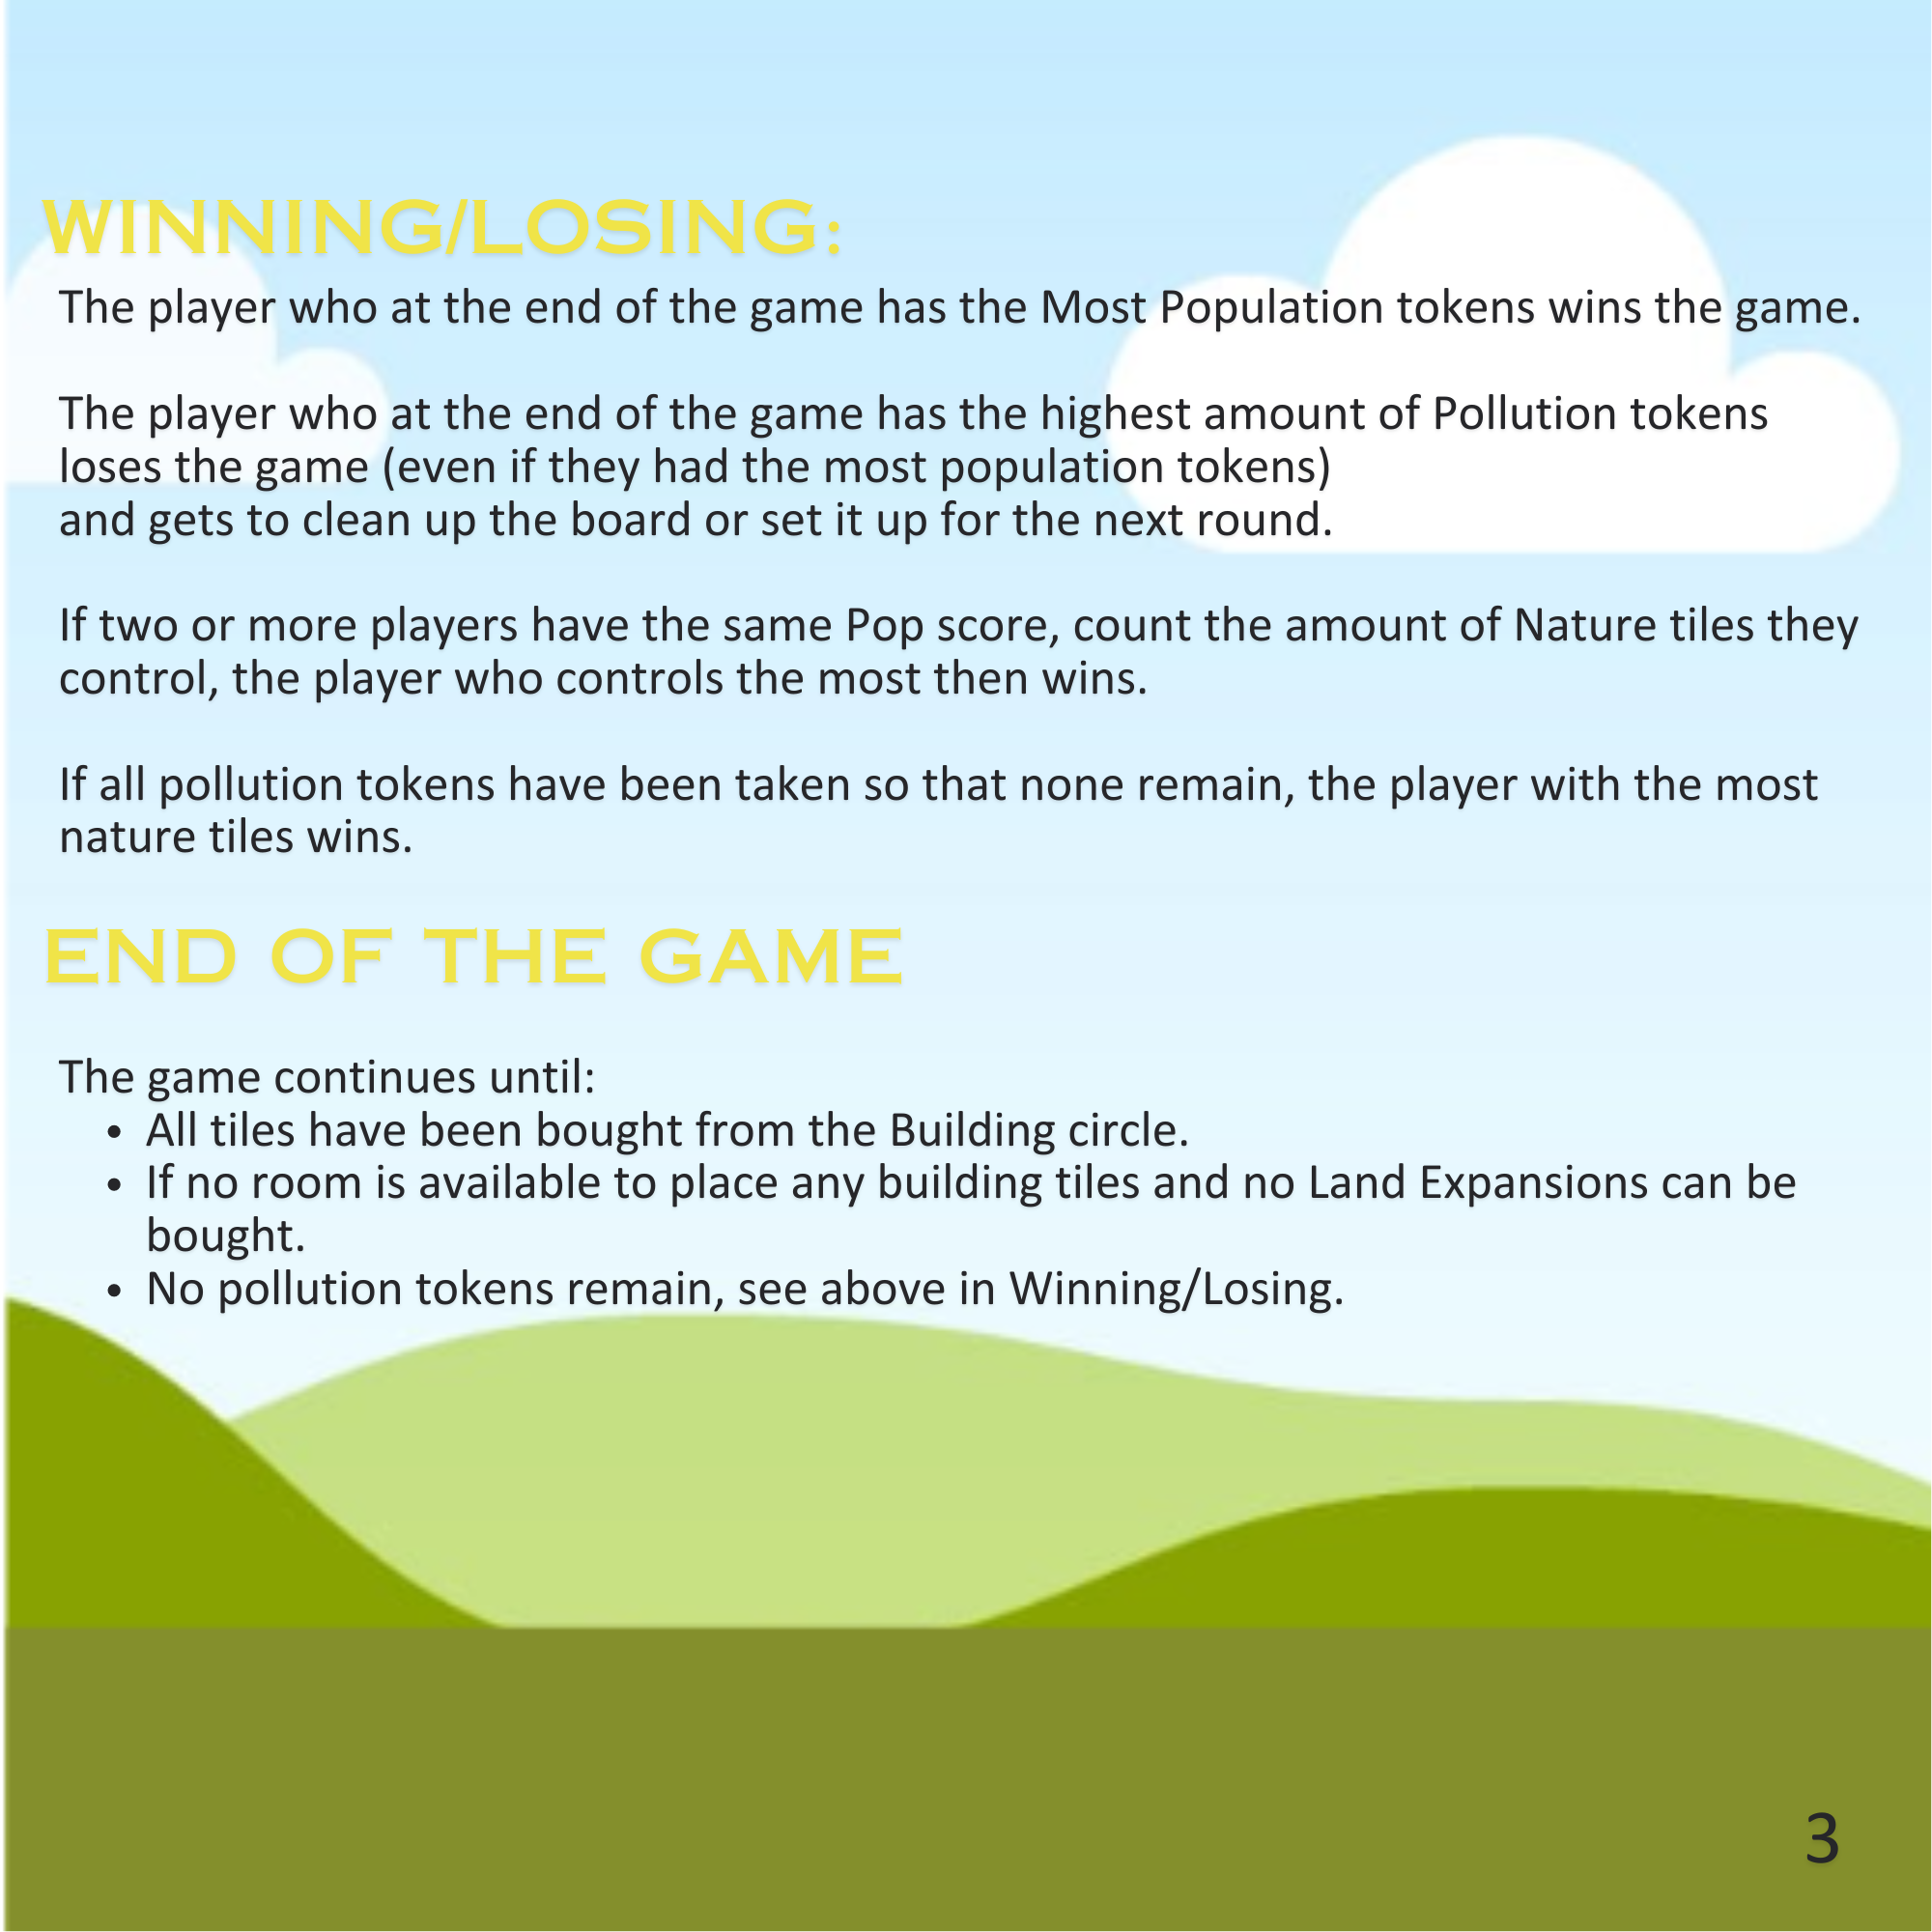 WINNING/LOSING:
The player who at the end of the game has the Most Population tokens wins the game.
The player who at the end of the game has the highest amount of Pollution tokens
loses the game (even if they had the most population tokens)
and gets to clean up the board or set it up for the next round.
If two or more players have the same Pop score, count the amount of Nature tiles they
control, the player who controls the most then wins.
If all pollution tokens have been taken so that none remain, the player with the most
nature tiles wins.
END OF THE GAME
The game continues until:
• All tiles have been bought from the Building circle.
• If no room is available to place any building tiles and no Land Expansions can be
bought.
• No pollution tokens remain, see above in Winning/Losing.
3